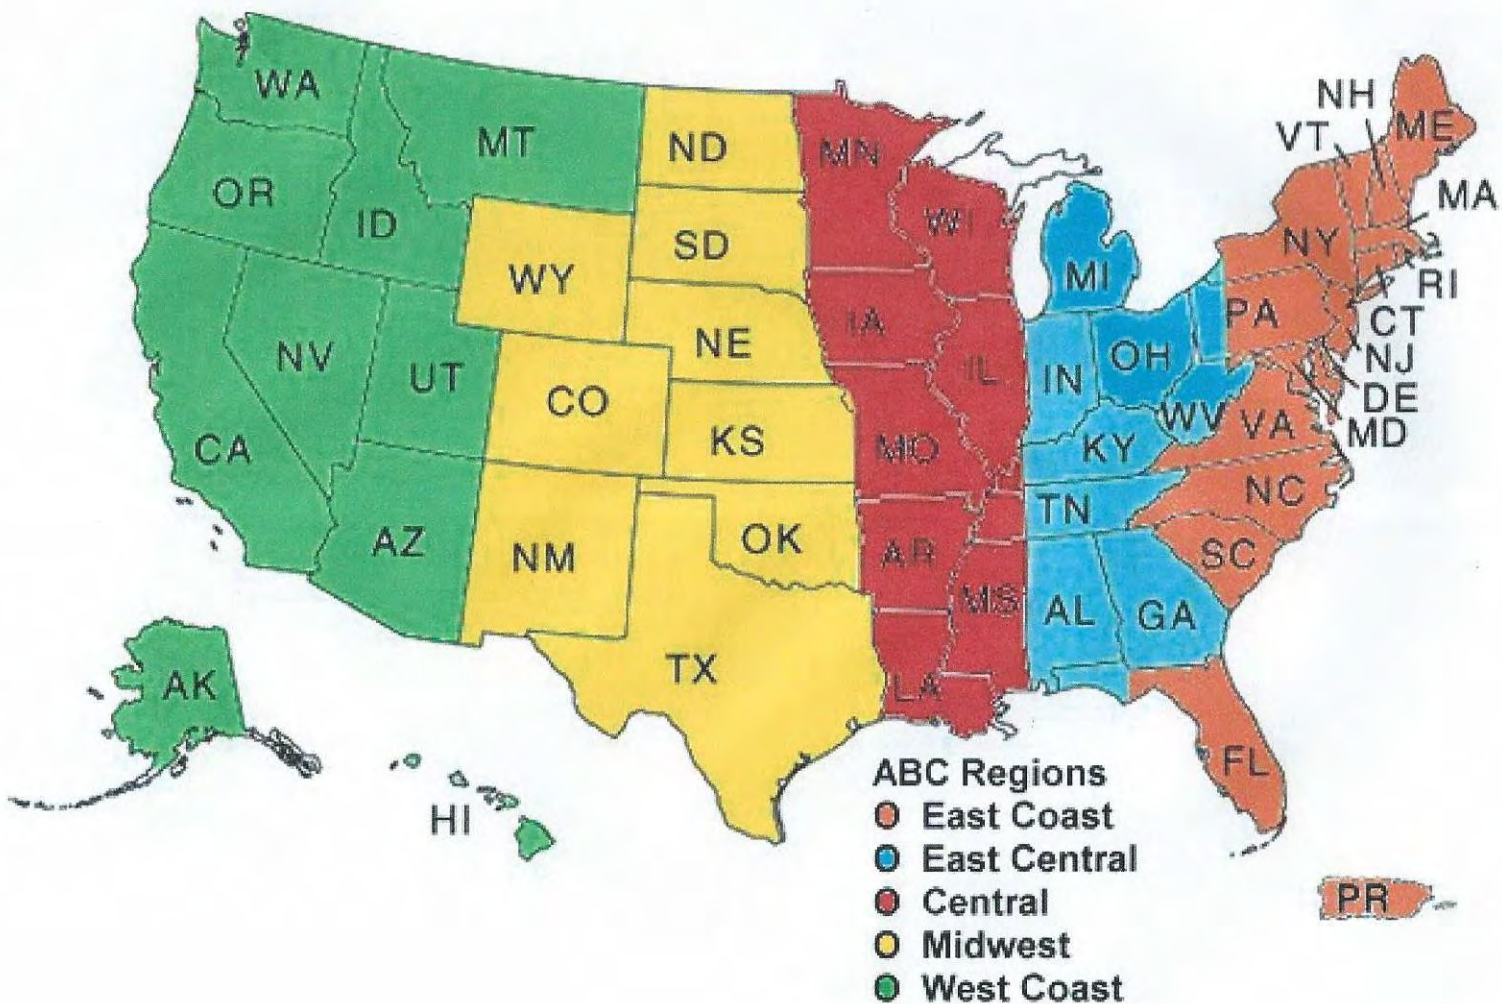 WA
MT
ND
MN
OR
ID
SD
WI
WY
MI
NH
VT
ME
MA
NY
RI
CT
NJ
DE
MD
PA
NV
UT
CO
NE
IA
IL
IN
OH
WV
VA
CA
KS
MO
KY
NC
AZ
NM
OK
AR
TN
SC
MS
AL
GA
TX
LA
AK
HI
FL
PR
ABC Regions
East Coast
East Central
Central
Midwest
West Coast